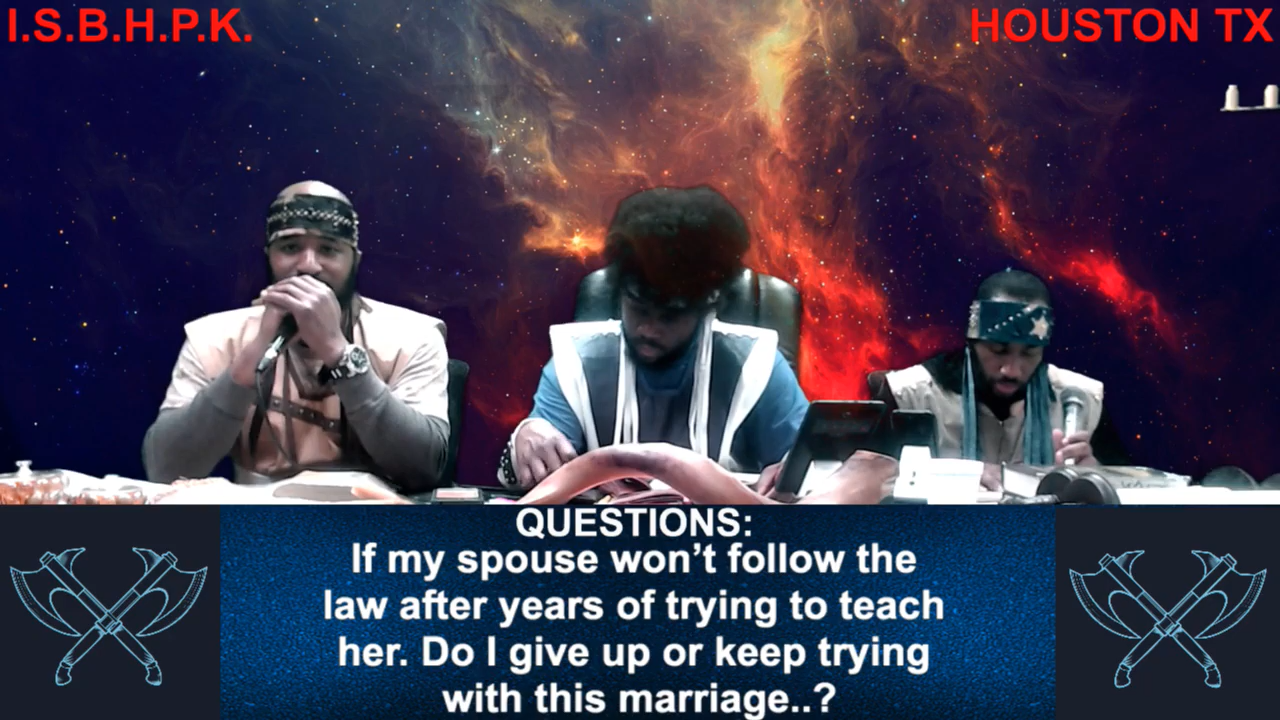 I.S.B.H.P.K.
HOUSTON TX
QUESTIONS:
If my spouse won’t follow the
law after years of trying to teach
her. Do I give up or keep trying
with this marriage..?